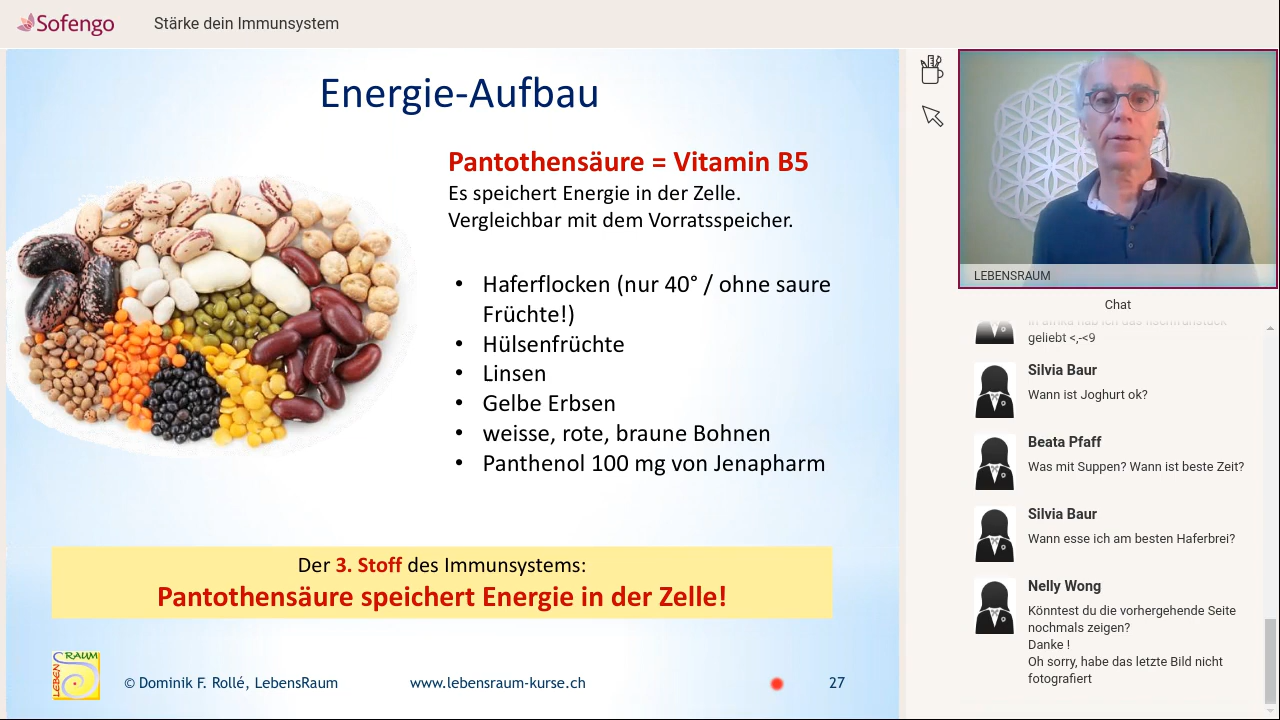 Sofengo
Stärke dein Immunsystem
Energie-Aufbau
Pantothensäure = Vitamin B5
Es speichert Energie in der Zelle.
Vergleichbar mit dem Vorratsspeicher.
• Haferflocken (nur 40° / ohne saure
Früchte!)
• Hülsenfrüchte
• Linsen
• Gelbe Erbsen
• weisse, rote, braune Bohnen
• Panthenol 100 mg von Jenapharm
Der 3. Stoff des Immunsystems:
Pantothensäure speichert Energie in der Zelle!
LEBENSRAUM
© Dominik F. Rollé, LebensRaum
www.lebensraum-kurse.ch
27
LEBENSRAUM
Chat
geliebt <,-<9
Silvia Baur
Wann ist Joghurt ok?
Beata Pfaff
Was mit Suppen? Wann ist beste Zeit?
Silvia Baur
Wann esse ich am besten Haferbrei?
Nelly Wong
Könntest du die vorhergehende Seite
nochmals zeigen?
Danke !
Oh sorry, habe das letzte Bild nicht
fotografiert